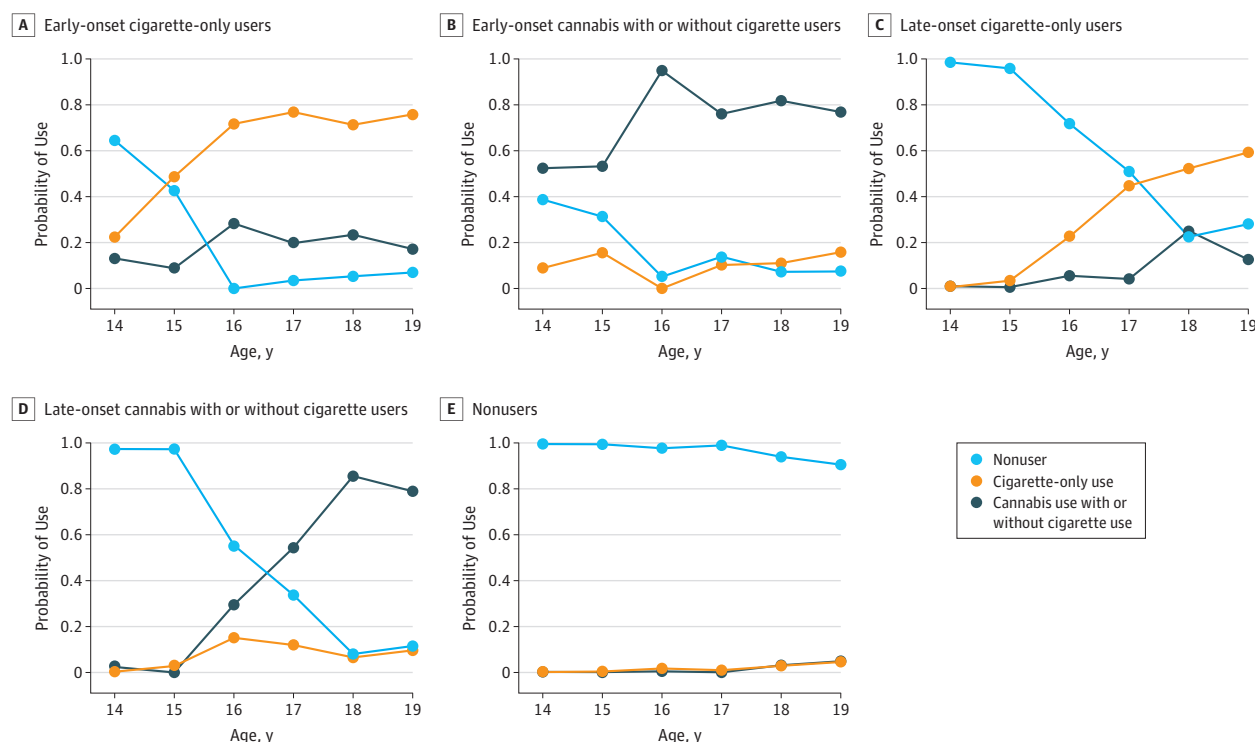 A Early-onset cigarette-only users
B Early-onset cannabis with or without cigarette users
C Late-onset cigarette-only users
1.0
0.8
0.6
0.4
0.2
0
Probability of Use
14 15 16 17 18 19
Age, y
1.0
0.8
0.6
0.4
0.2
0
Probability of Use
14 15 16 17 18 19
Age, y
1.0
0.8
0.6
0.4
0.2
0
Probability of Use
14 15 16 17 18 19
Age, y
D Late-onset cannabis with or without cigarette users
E Nonusers
1.0
0.8
0.6
0.4
0.2
0
Probability of Use
14 15 16 17 18 19
Age, y
1.0
0.8
0.6
0.4
0.2
0
Probability of Use
14 15 16 17 18 19
Age, y
Nonuser
Cigarette-only use
Cannabis use with or
without cigarette use